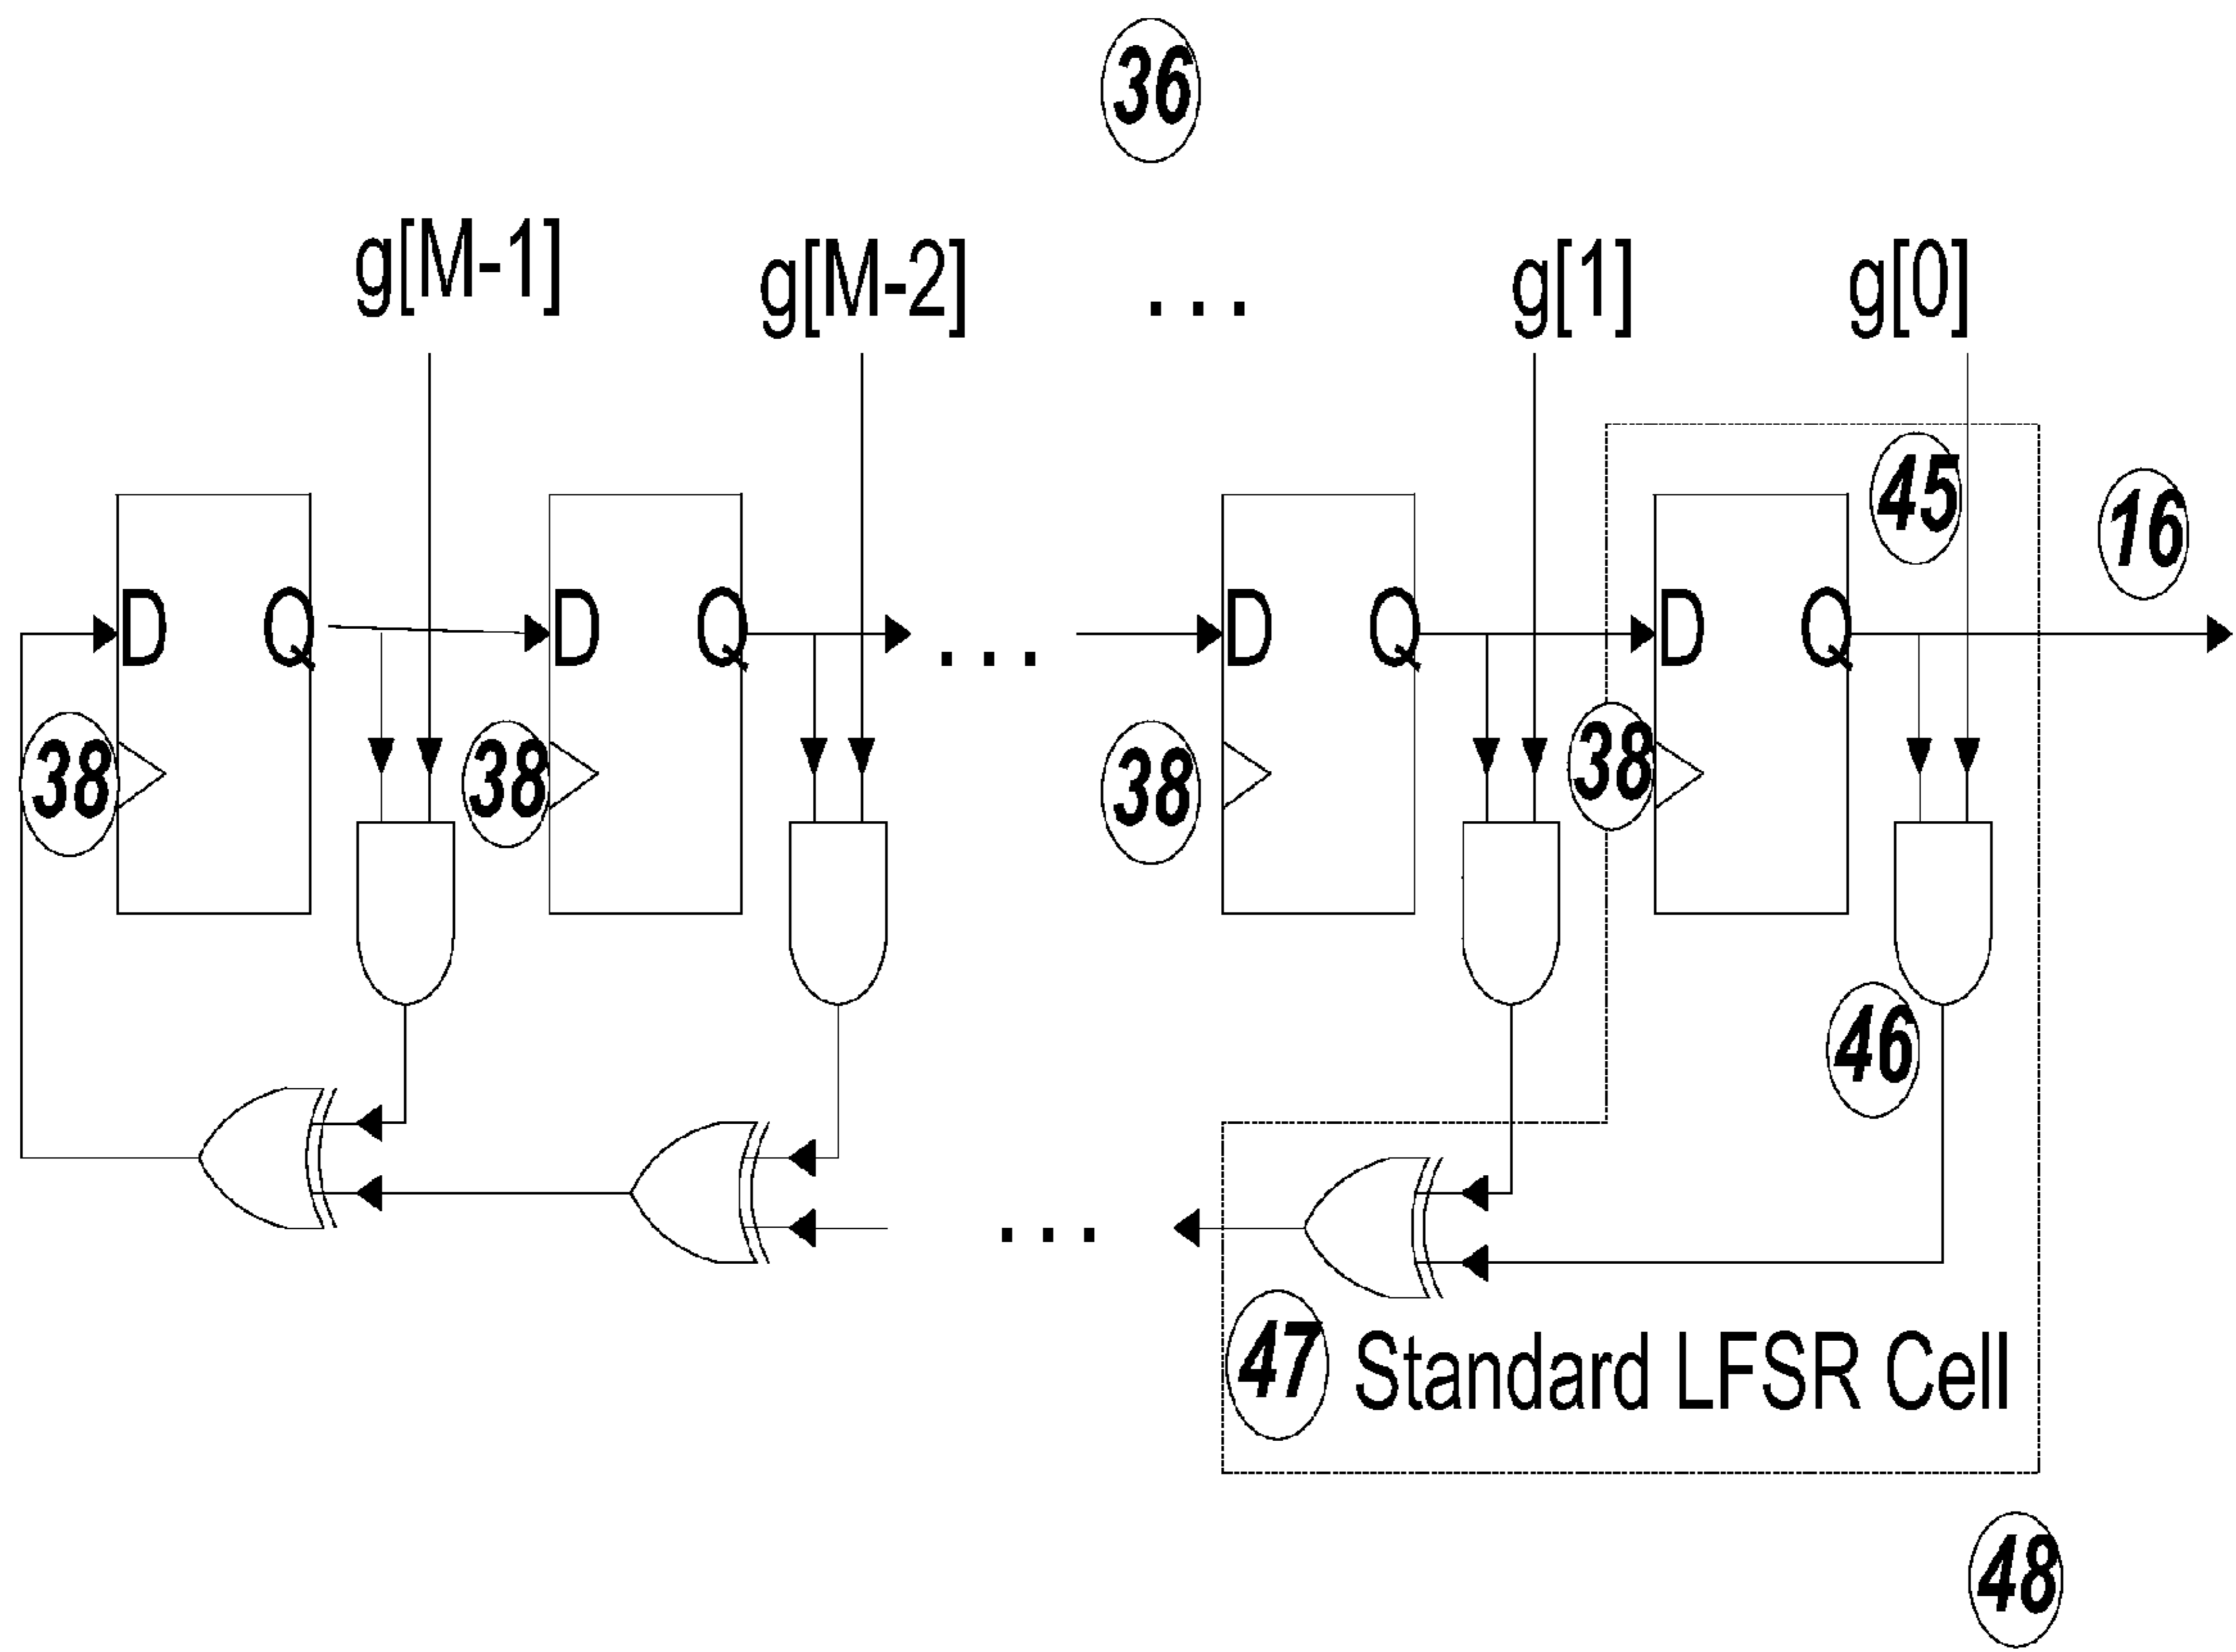 36
g[M-1] g[M-2] ... g[1] g[0]
45
16
D Q D Q ... D Q D Q
38 38 38 38
46
...
47 Standard LFSR Cell
48